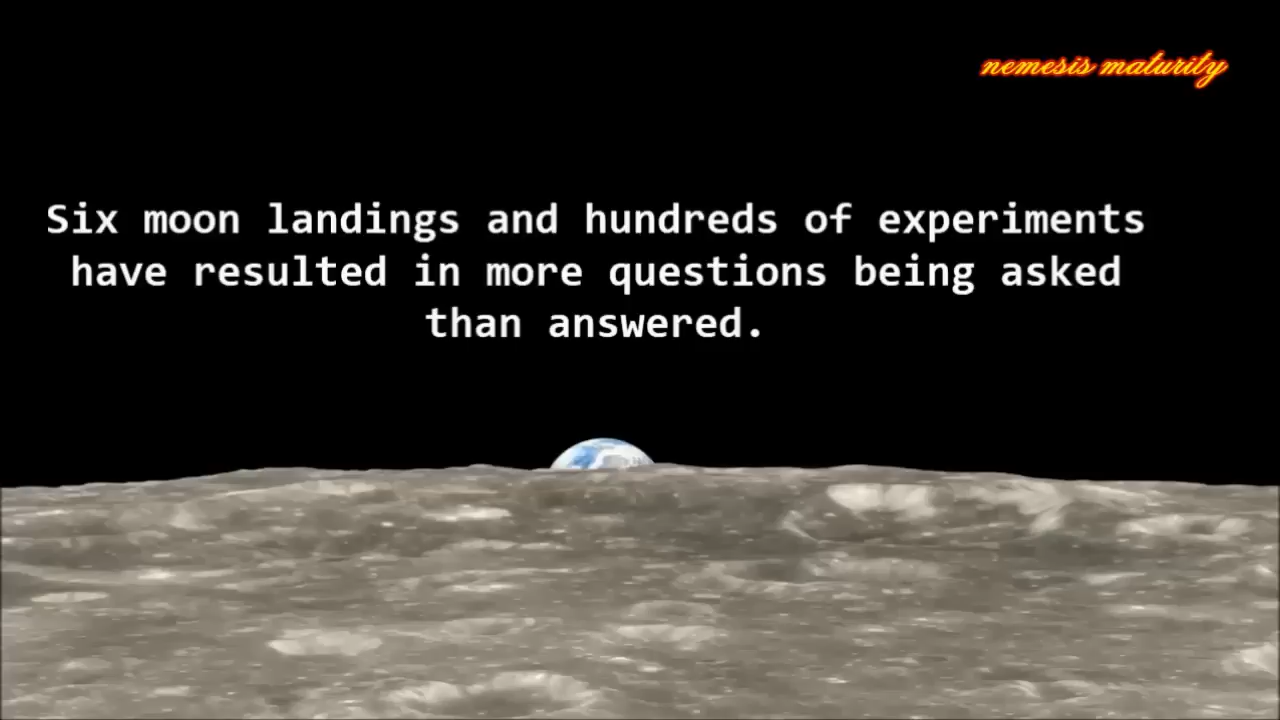 nemesis maturity
Six moon landings and hundreds of experiments
have resulted in more questions being asked
than answered.